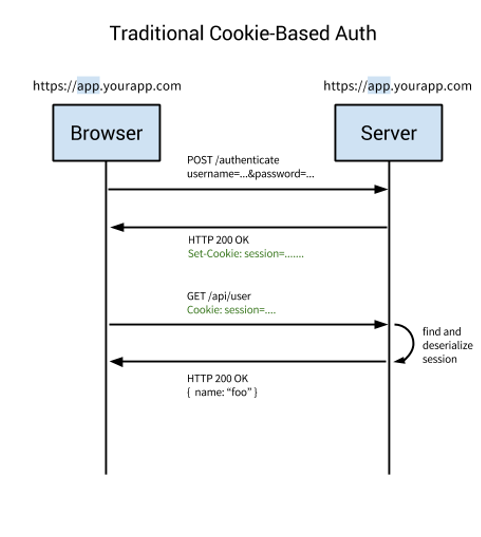 Traditional Cookie-Based Auth
https://app.yourapp.com
https://app.yourapp.com
Browser
Server
POST /authenticate
username=...&password=...
HTTP 200 OK
Set-Cookie: session=.......
GET /api/user
Cookie: session=....
find and
deserialize
session
HTTP 200 OK
{ name: “foo” }